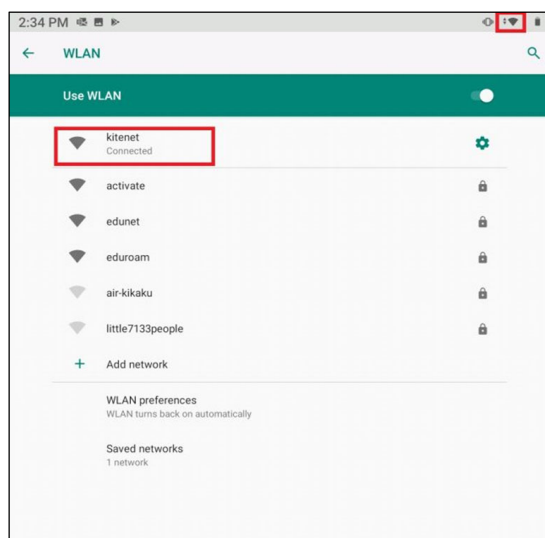 2:34 PM
WLAN
Use WLAN
kitenet
Connected
activate
edunet
eduroam
air-kikaku
little7133people
Add network
WLAN preferences
WLAN turns back on automatically
Saved networks
1 network